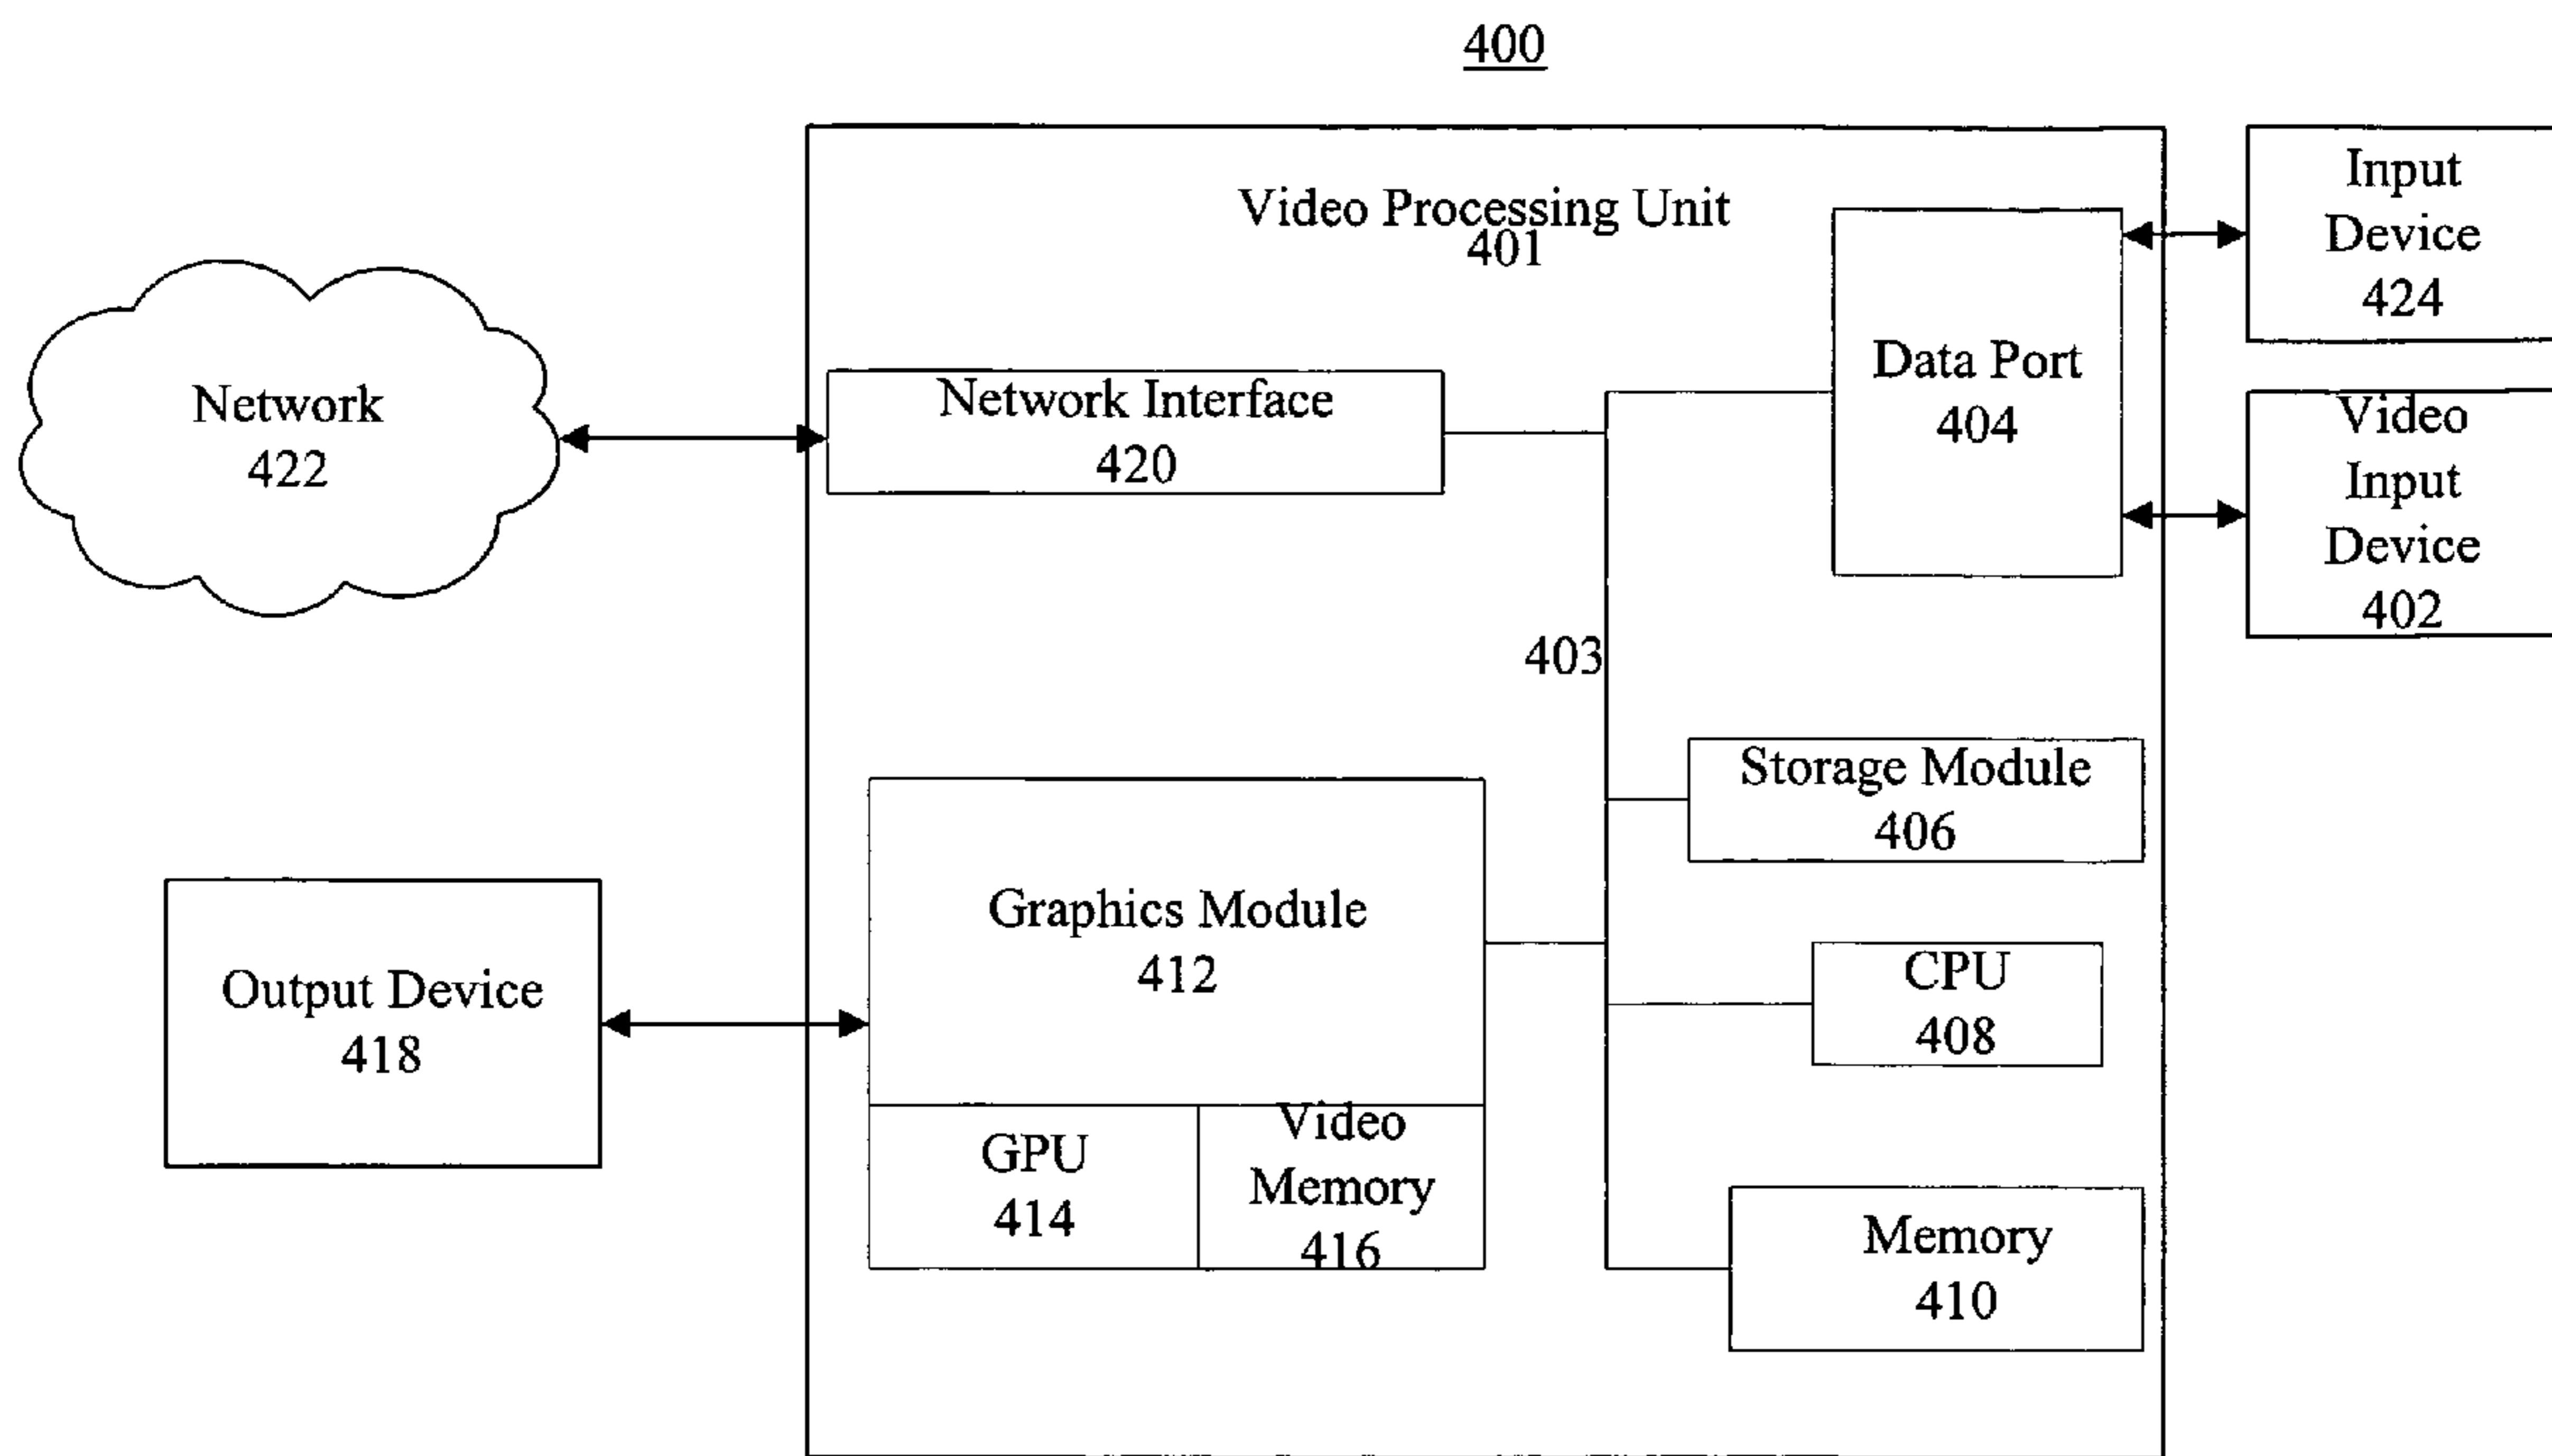 400
Video Processing Unit
401
Input
Device
424
Data Port
404
Network
422
Network Interface
420
Video
Input
Device
402
403
Storage Module
406
Graphics Module
412
CPU
408
Output Device
418
GPU
414
Video
Memory
416
Memory
410